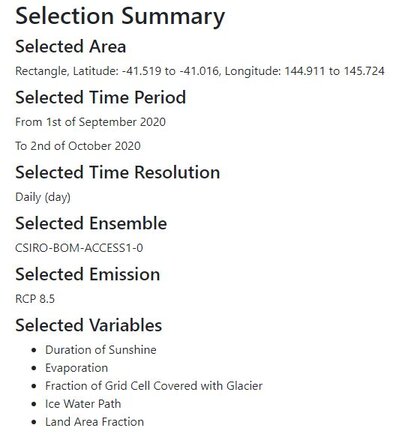 Selection Summary
Selected Area
Rectangle, Latitude: -41.519 to -41.016, Longitude: 144.911 to 145.724
Selected Time Period
From 1st of September 2020
To 2nd of October 2020
Selected Time Resolution
Daily (day)
Selected Ensemble
CSIRO-BOM-ACCESS1-0
Selected Emission
RCP 8.5
Selected Variables
• Duration of Sunshine
• Evaporation
• Fraction of Grid Cell Covered with Glacier
• Ice Water Path
• Land Area Fraction